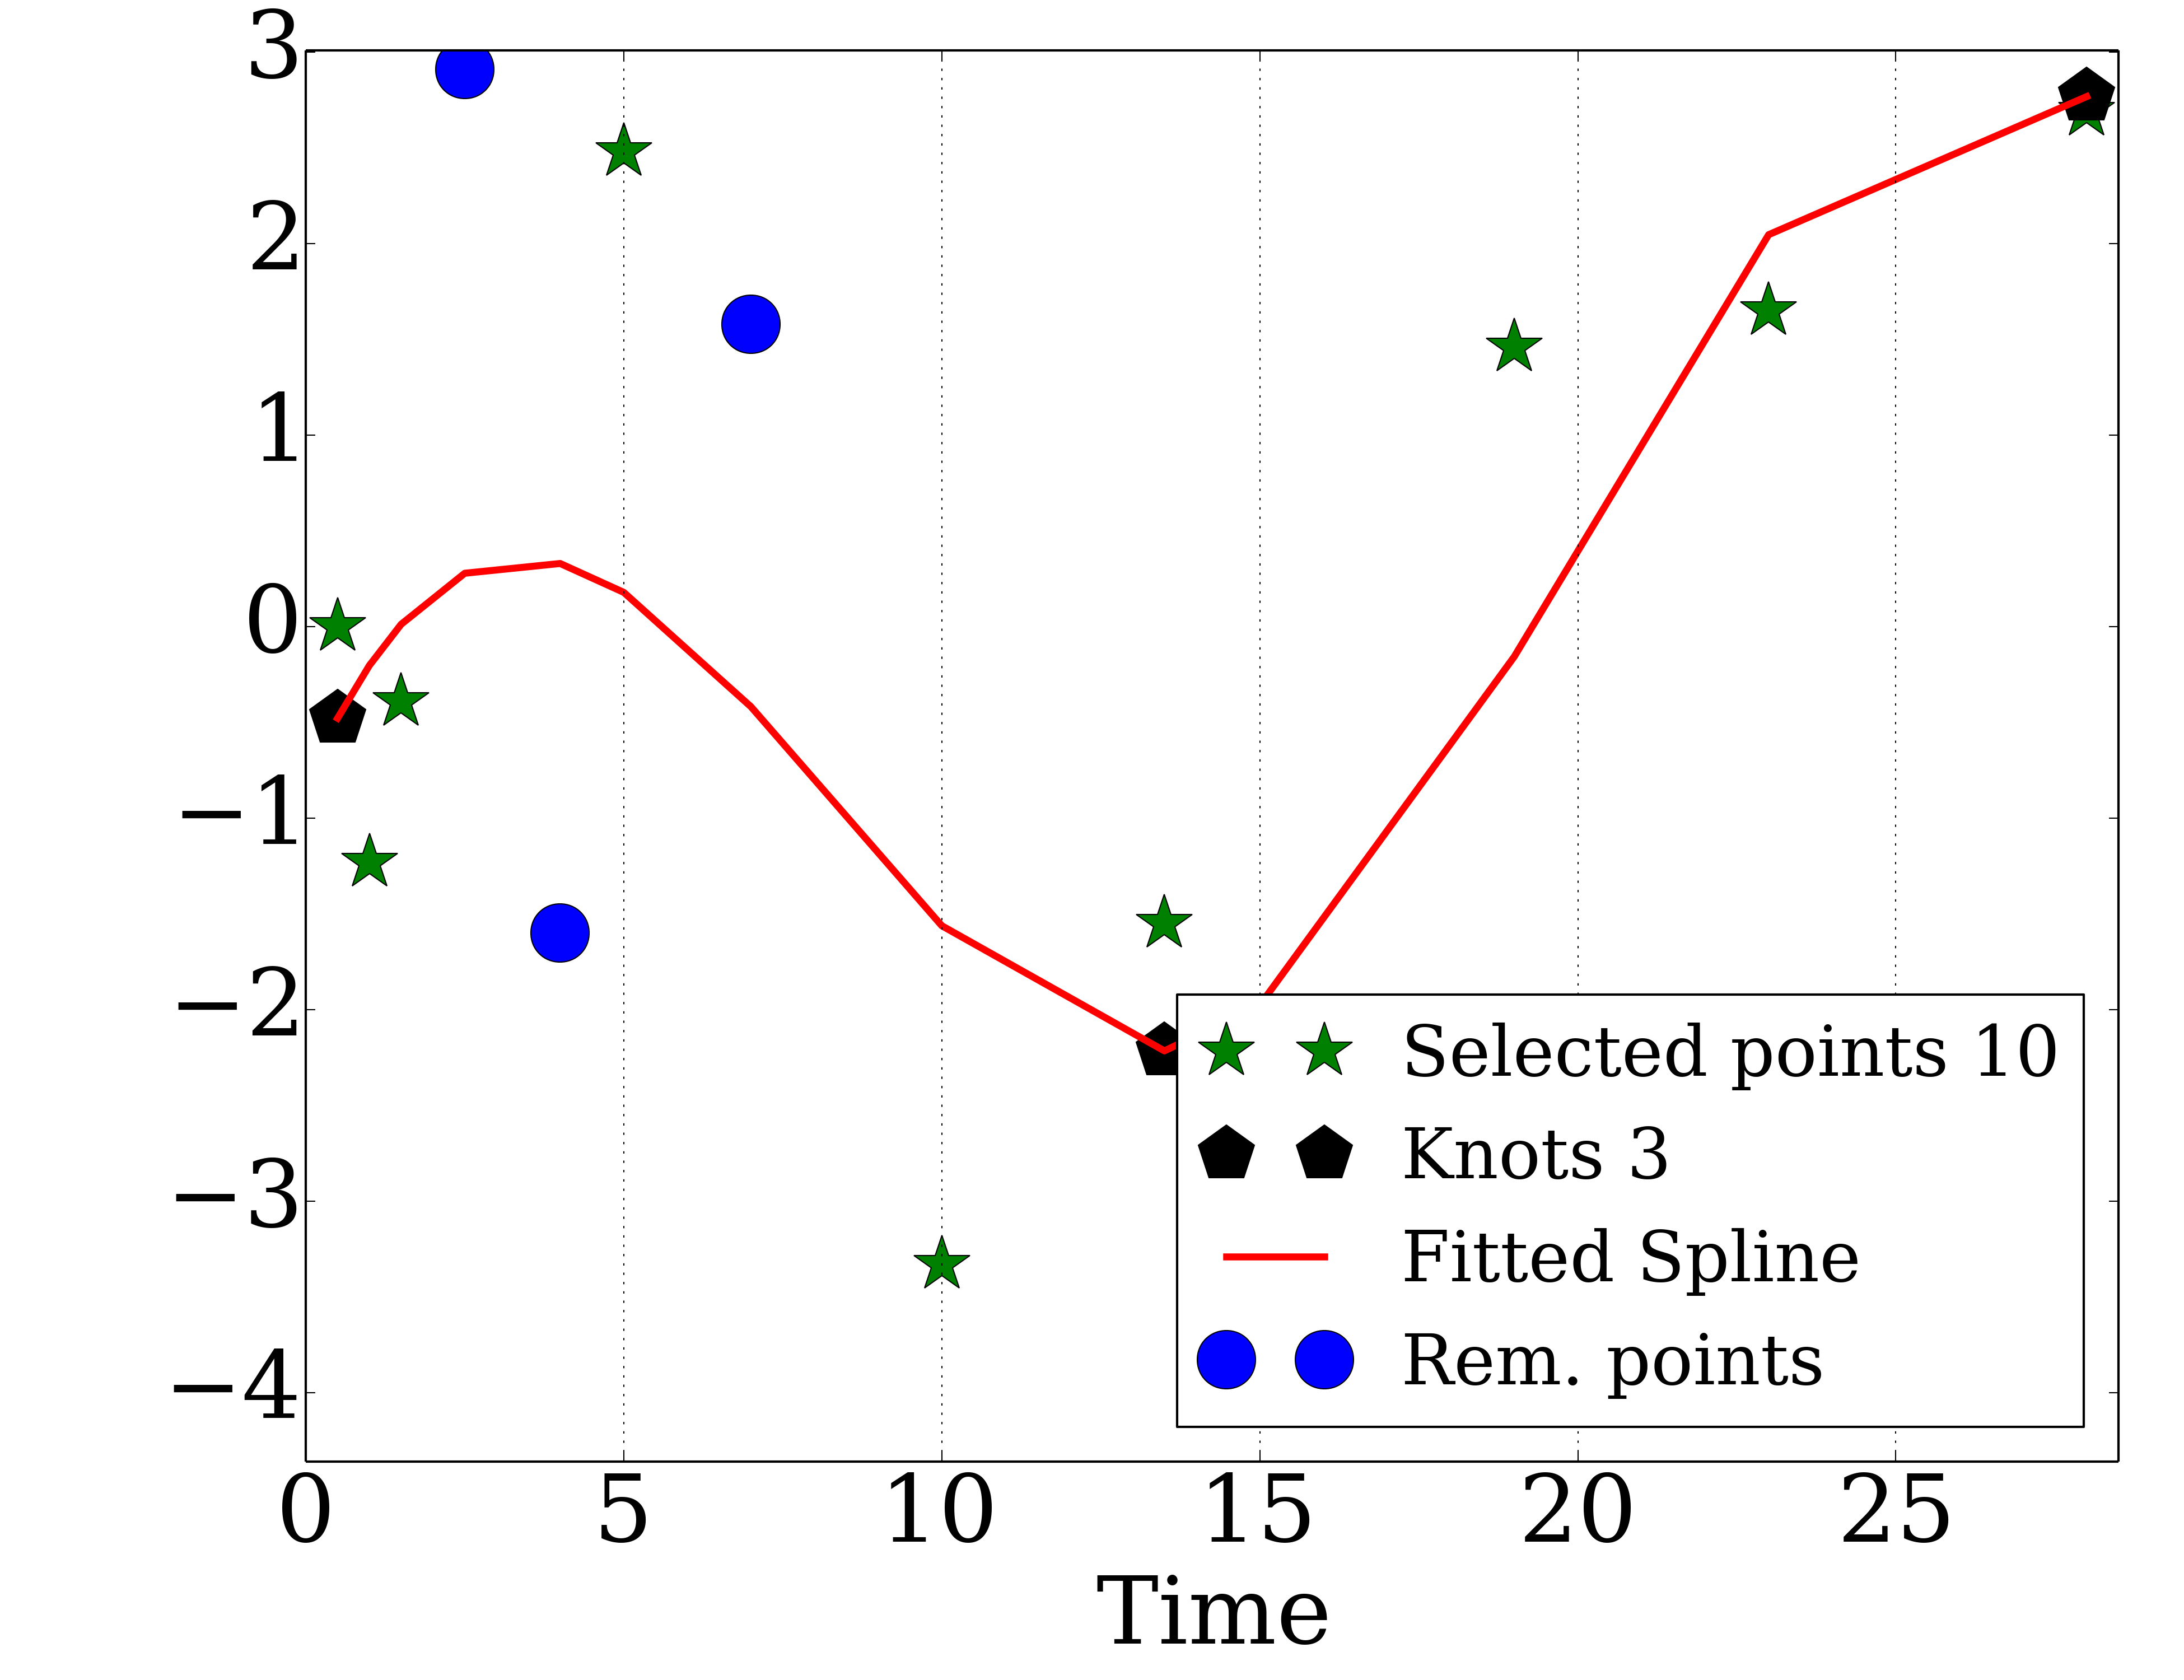 3
2
1
0
−1
−2
−3
−4
Selected points 10
Knots 3
Fitted Spline
Rem. points
0 5 10 15 20 25
Time